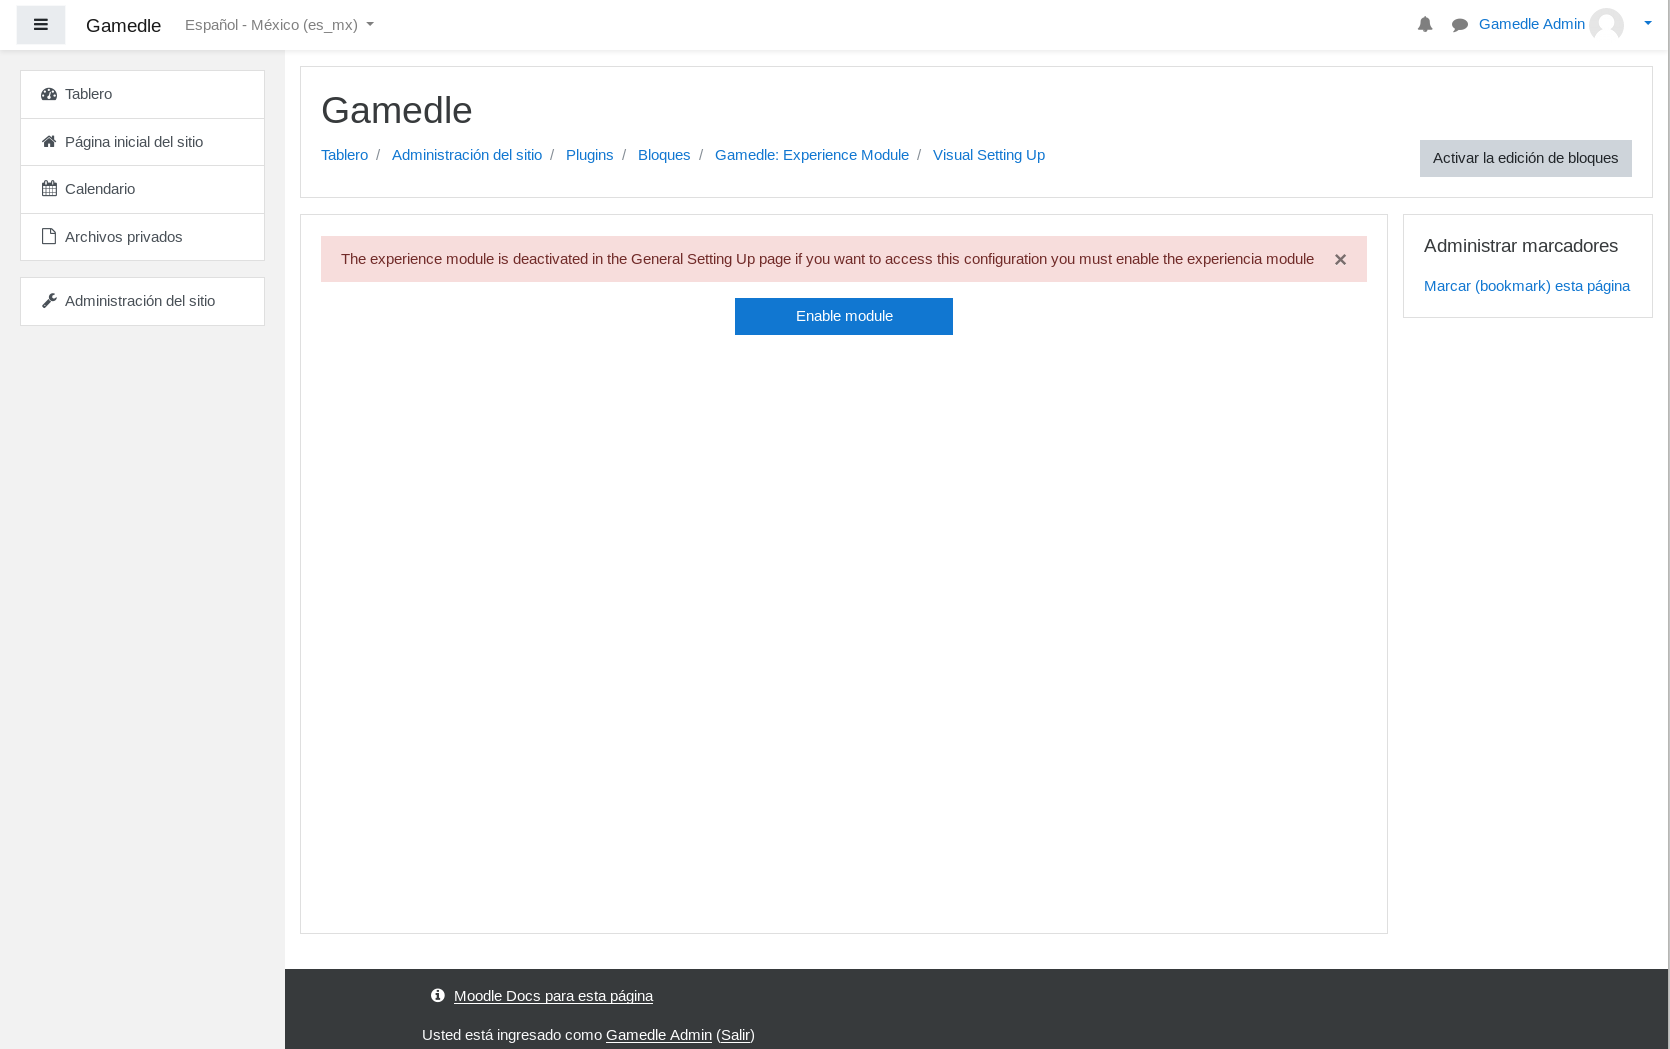 Gamedle
Español - México (es_mx)
Gamedle Admin
Tablero
Página inicial del sitio
Calendario
Archivos privados
Administración del sitio
Gamedle
Tablero / Administración del sitio / Plugins / Bloques / Gamedle: Experience Module / Visual Setting Up
Activar la edición de bloques
The experience module is deactivated in the General Setting Up page if you want to access this configuration you must enable the experiencia module ×
Enable module
Administrar marcadores
Marcar (bookmark) esta página
Moodle Docs para esta página
Usted está ingresado como Gamedle Admin (Salir)